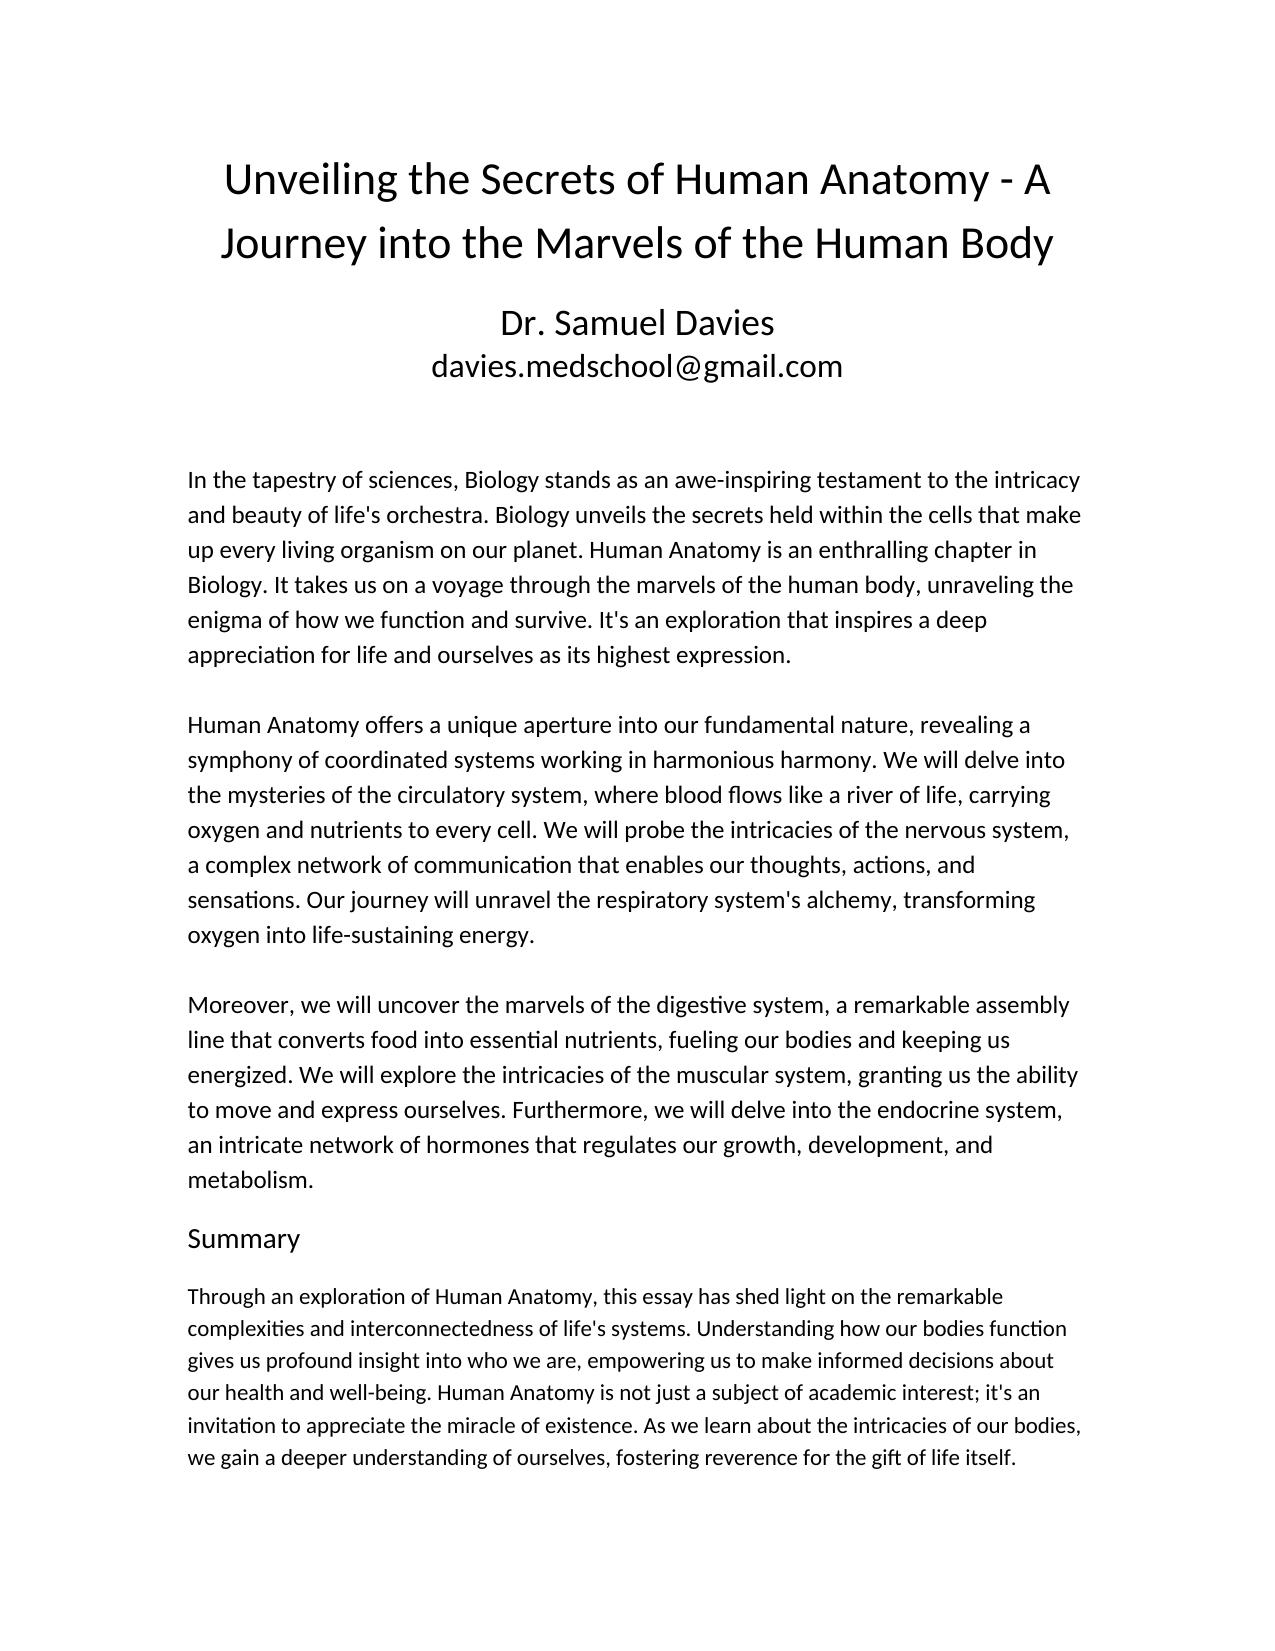 Unveiling the Secrets of Human Anatomy - A
Journey into the Marvels of the Human Body
Dr. Samuel Davies
davies.medschool@gmail.com
In the tapestry of sciences, Biology stands as an awe-inspiring testament to the intricacy
and beauty of life's orchestra. Biology unveils the secrets held within the cells that make
up every living organism on our planet. Human Anatomy is an enthralling chapter in
Biology. It takes us on a voyage through the marvels of the human body, unraveling the
enigma of how we function and survive. It's an exploration that inspires a deep
appreciation for life and ourselves as its highest expression.
Human Anatomy offers a unique aperture into our fundamental nature, revealing a
symphony of coordinated systems working in harmonious harmony. We will delve into
the mysteries of the circulatory system, where blood flows like a river of life, carrying
oxygen and nutrients to every cell. We will probe the intricacies of the nervous system,
a complex network of communication that enables our thoughts, actions, and
sensations. Our journey will unravel the respiratory system's alchemy, transforming
oxygen into life-sustaining energy.
Moreover, we will uncover the marvels of the digestive system, a remarkable assembly
line that converts food into essential nutrients, fueling our bodies and keeping us
energized. We will explore the intricacies of the muscular system, granting us the ability
to move and express ourselves. Furthermore, we will delve into the endocrine system,
an intricate network of hormones that regulates our growth, development, and
metabolism.
Summary
Through an exploration of Human Anatomy, this essay has shed light on the remarkable
complexities and interconnectedness of life's systems. Understanding how our bodies function
gives us profound insight into who we are, empowering us to make informed decisions about
our health and well-being. Human Anatomy is not just a subject of academic interest; it's an
invitation to appreciate the miracle of existence. As we learn about the intricacies of our bodies,
we gain a deeper understanding of ourselves, fostering reverence for the gift of life itself.